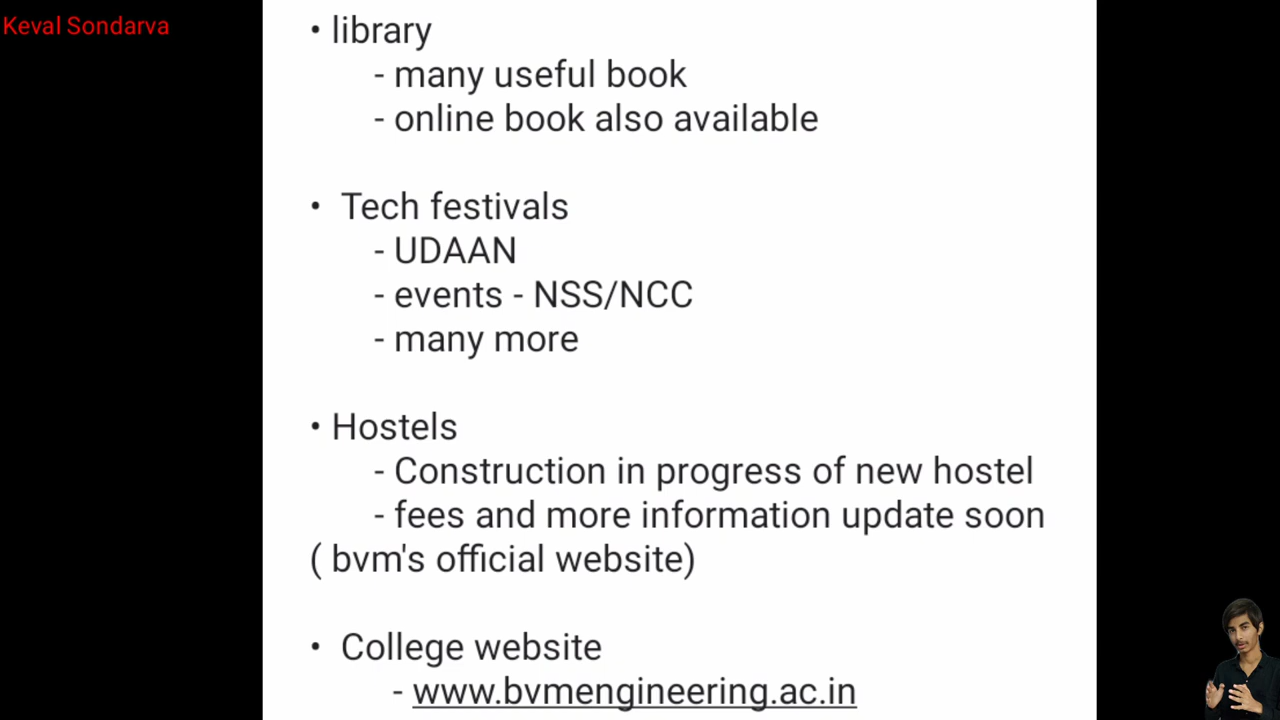 Keval Sondarva
• library
- many useful book
- online book also available
• Tech festivals
- UDAAN
- events - NSS/NCC
- many more
• Hostels
- Construction in progress of new hostel
- fees and more information update soon
( bvm's official website)
• College website
- www.bvmengineering.ac.in